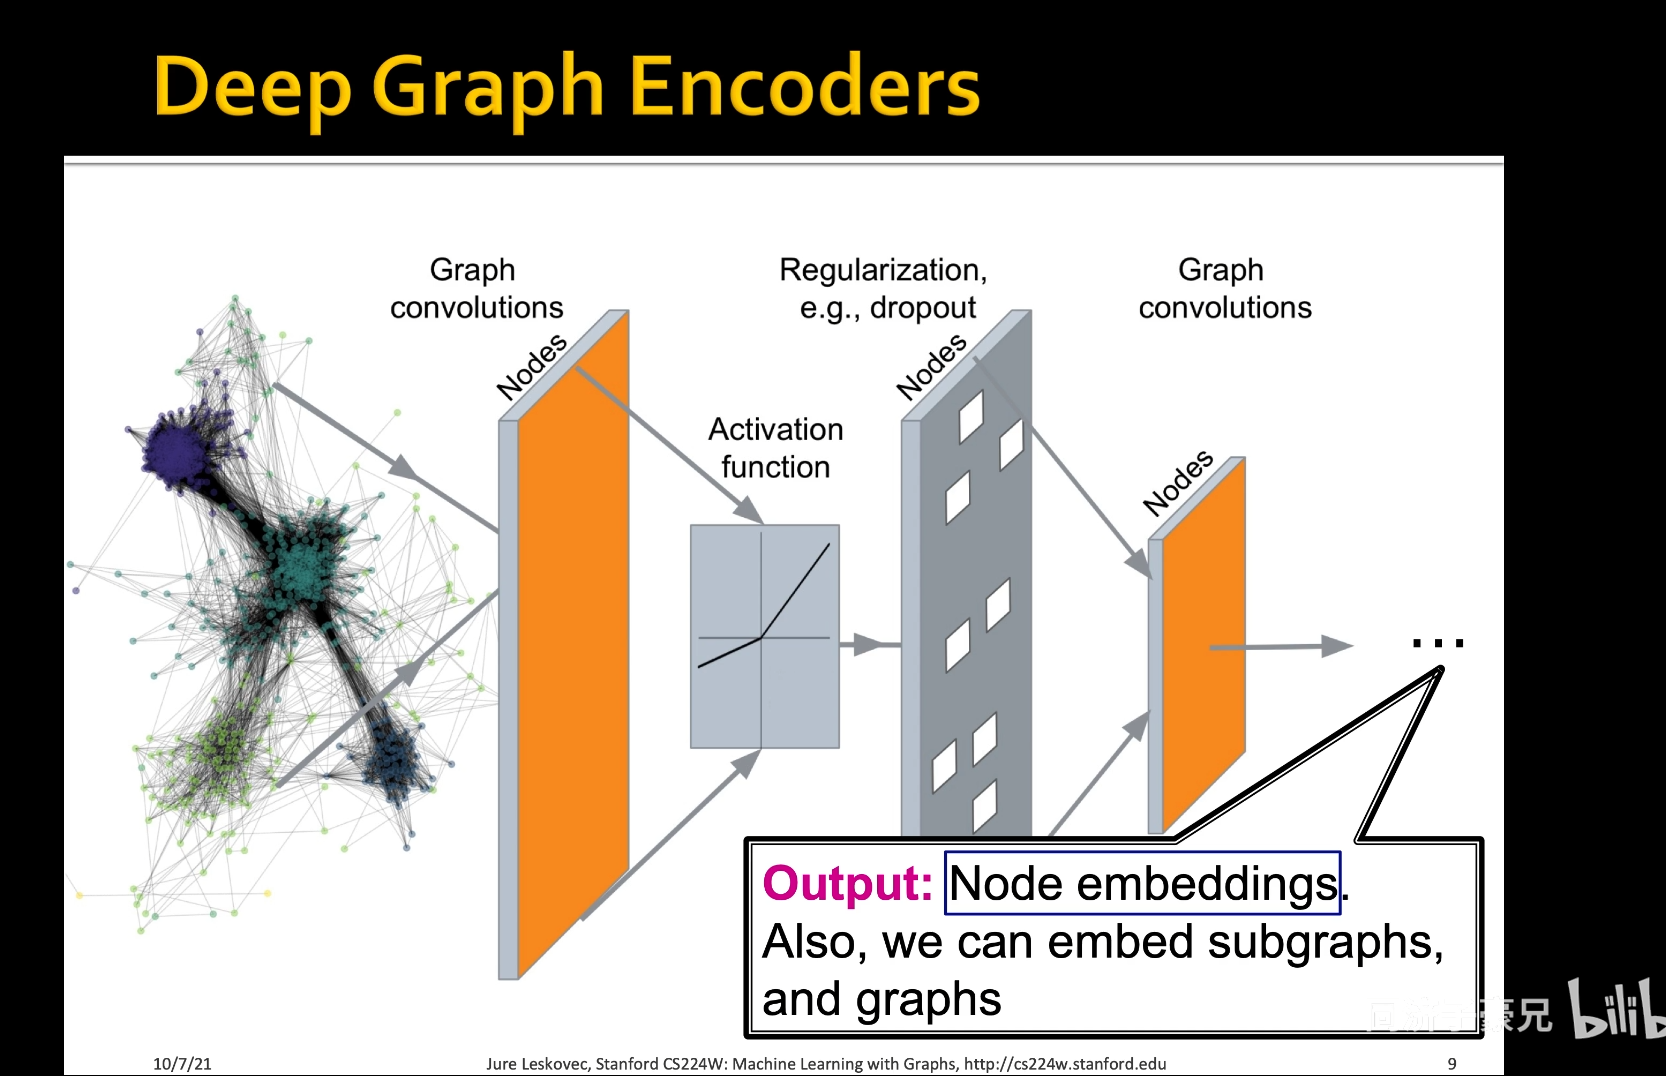 Deep Graph Encoders
Graph
convolutions
Regularization,
e.g., dropout
Graph
convolutions
Nodes
Nodes
Activation
function
Nodes
...
Output: Node embeddings.
Also, we can embed subgraphs,
and graphs
豪兄
10/7/21
Jure Leskovec, Stanford CS224W: Machine Learning with Graphs, http://cs224w.stanford.edu
9